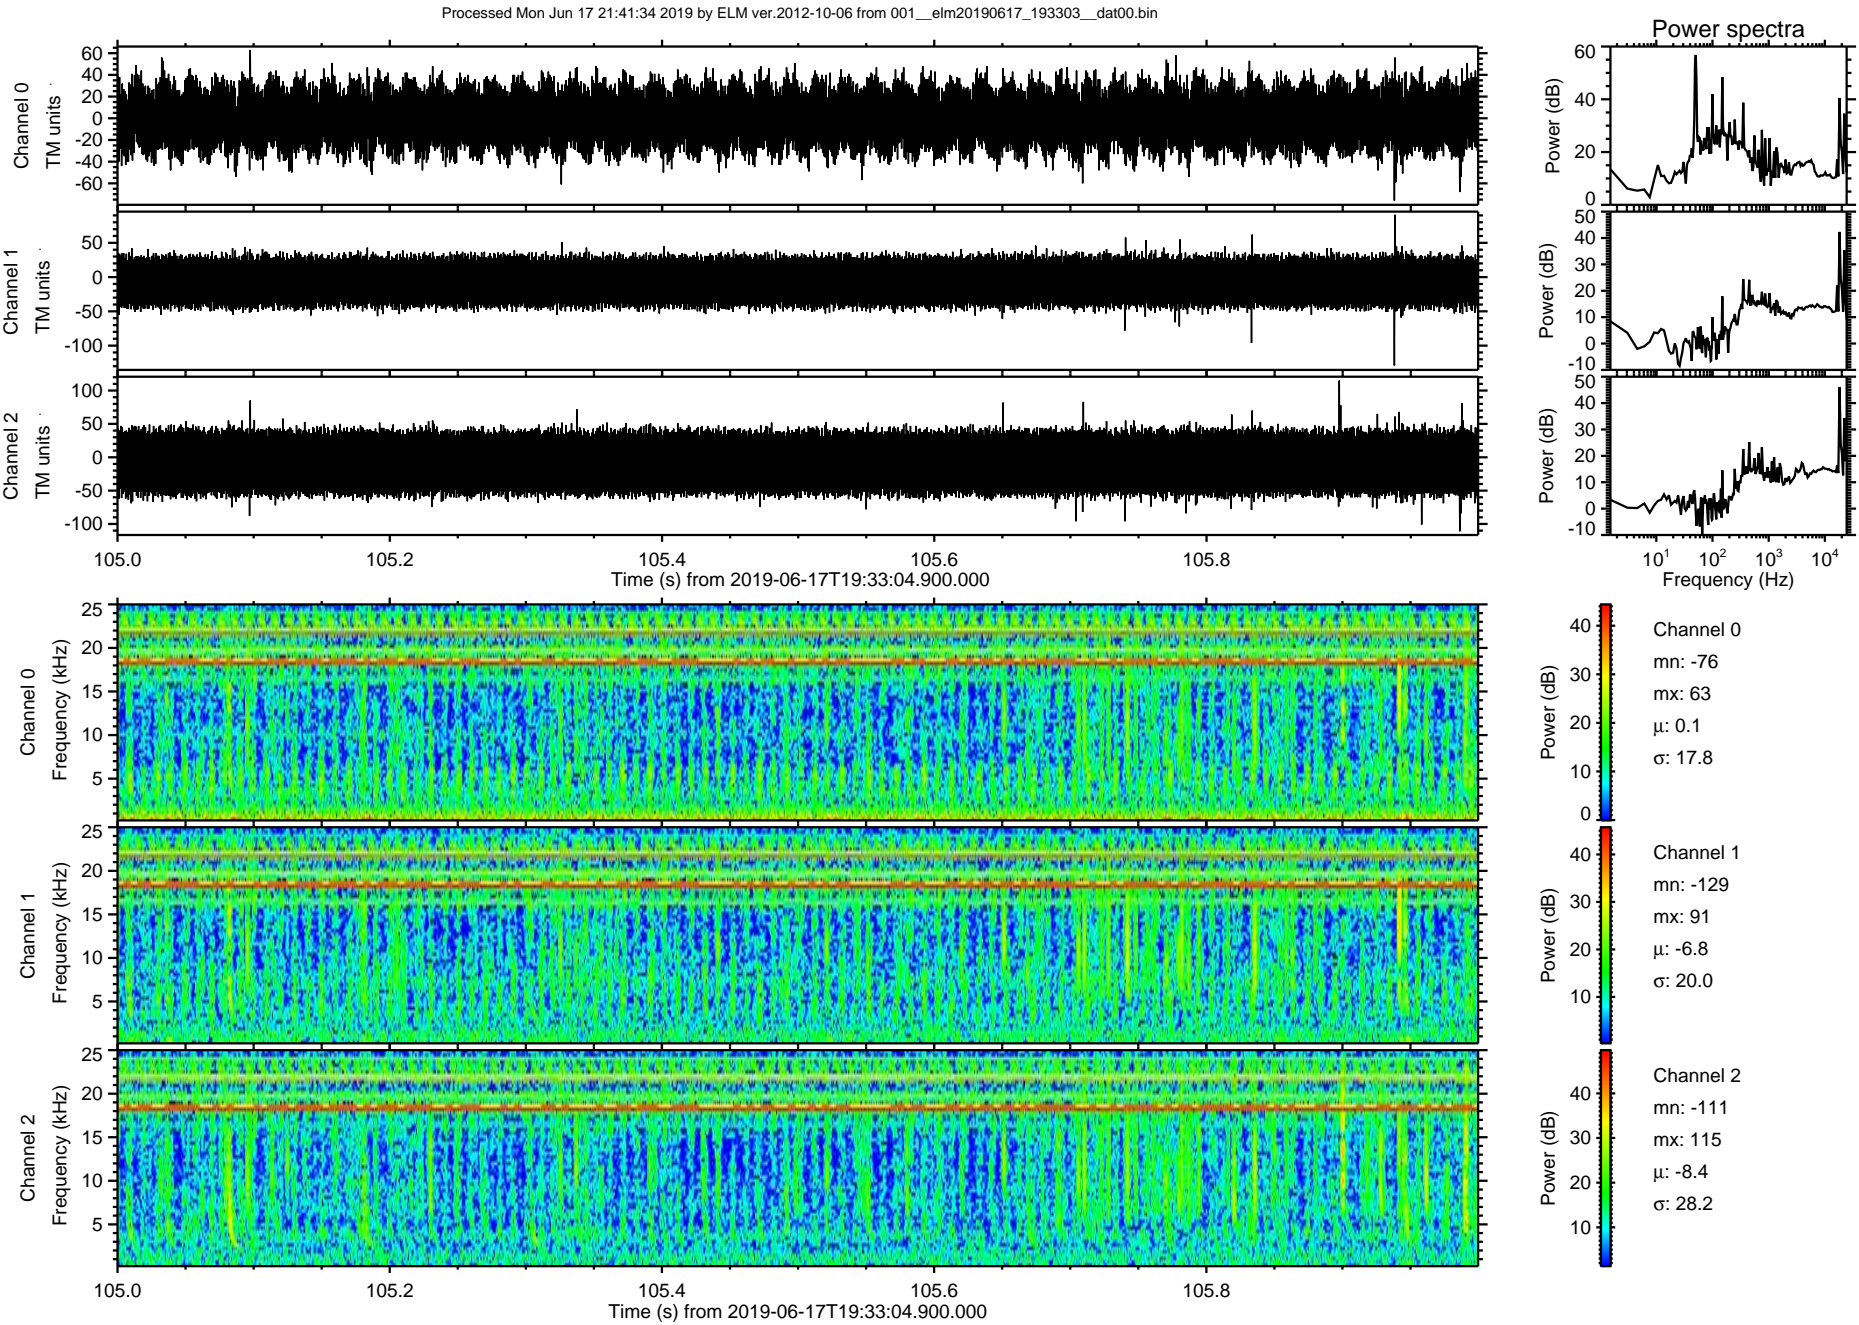 Processed Mon Jun 17 21:41:34 2019 by ELM ver.2012-10-06 from 001__elm20190617_193303__dat00.bin
Power spectra
Channel 0
TM units
60
40
20
0
-20
-40
-60
Power (dB)
60
40
20
0
Channel 1
TM units
50
0
-50
-100
Power (dB)
50
40
30
20
10
0
-10
Channel 2
TM units
100
50
0
-50
-100
Power (dB)
50
40
30
20
10
0
-10
105.0 105.2 105.4 105.6 105.8
Time (s) from 2019-06-17T19:33:04.900.000
10¹ 10² 10³ 10⁴
Frequency (Hz)
Channel 0
Frequency (kHz)
25
20
15
10
5
Power (dB)
40
30
20
10
0
Channel 0
mn: -76
mx: 63
μ: 0.1
σ: 17.8
Channel 1
Frequency (kHz)
25
20
15
10
5
Power (dB)
40
30
20
10
Channel 1
mn: -129
mx: 91
μ: -6.8
σ: 20.0
Channel 2
Frequency (kHz)
25
20
15
10
5
Power (dB)
40
30
20
10
Channel 2
mn: -111
mx: 115
μ: -8.4
σ: 28.2
105.0 105.2 105.4 105.6 105.8
Time (s) from 2019-06-17T19:33:04.900.000